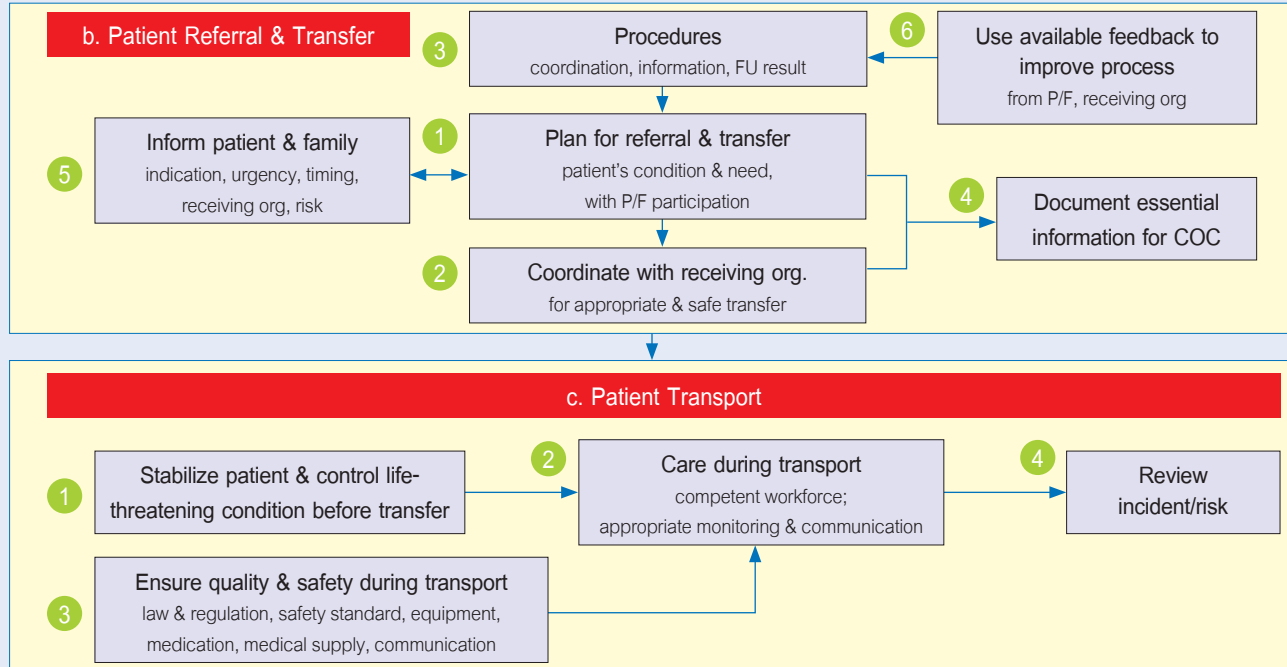 b. Patient Referral & Transfer
3
Procedures
coordination, information, FU result
6
Use available feedback to
improve process
from P/F, receiving org
5
Inform patient & family
indication, urgency, timing,
receiving org, risk
1
Plan for referral & transfer
patient's condition & need,
with P/F participation
4
Document essential
information for COC
2
Coordinate with receiving org.
for appropriate & safe transfer
c. Patient Transport
1
Stabilize patient & control life-
threatening condition before transfer
2
Care during transport
competent workforce;
appropriate monitoring & communication
4
Review
incident/risk
3
Ensure quality & safety during transport
law & regulation, safety standard, equipment,
medication, medical supply, communication